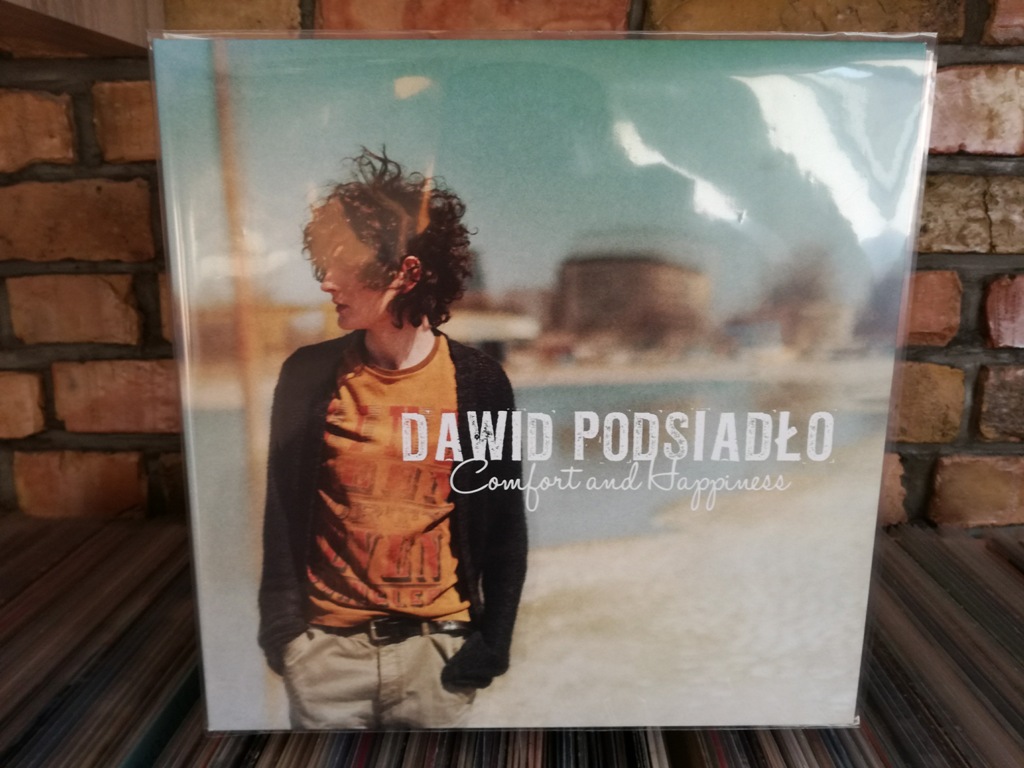 DAWID PODSIADŁO
Comfort and Happiness